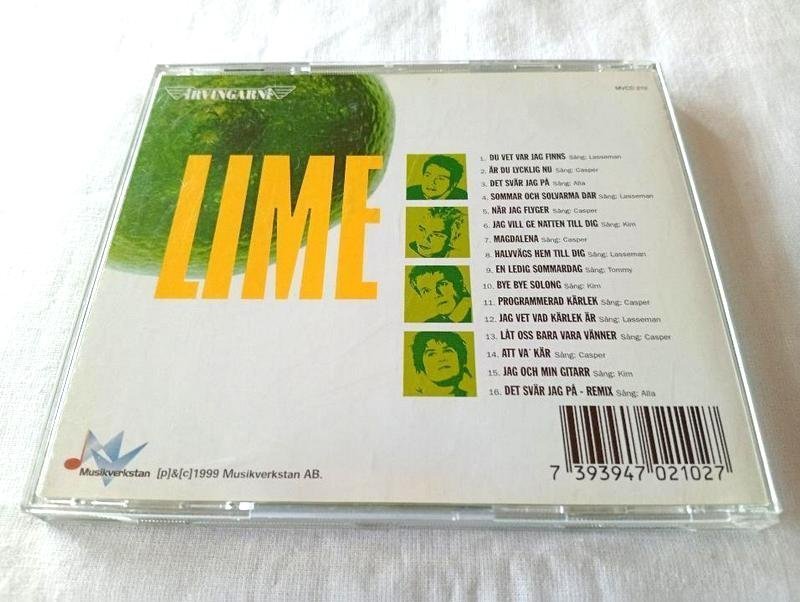 ARVINGARNA
LIME
1. DU VET VAR JAG FINNS Sång: Lasseman
2. ÄR DU LYCKLIG NU Sång: Casper
3. DET SVÄR JAG PÅ Sång: Alla
4. SOMMAR OCH SOLVARMA DAR Sång: Lasseman
5. NÄR JAG FLYGER Sång: Casper
6. JAG VILL GE NATTEN TILL DIG Sång: Kim
7. MAGDALENA Sång: Casper
8. HALVVÄGS HEM TILL DIG Sång: Lasseman
9. EN LEDIG SOMMARDAG Sång: Tommy
10. BYE BYE SOLONG Sång: Kim
11. PROGRAMMERAD KÄRLEK Sång: Casper
12. JAG VET VAD KÄRLEK ÄR Sång: Lasseman
13. LÅT OSS BARA VARA VÄNNER Sång: Casper
14. ATT VA' KÄR Sång: Casper
15. JAG OCH MIN GITARR Sång: Kim
16. DET SVÄR JAG PÅ - REMIX Sång: Alla
Musikverkstan [p]&[c]1999 Musikverkstan AB.
7 393947 021027